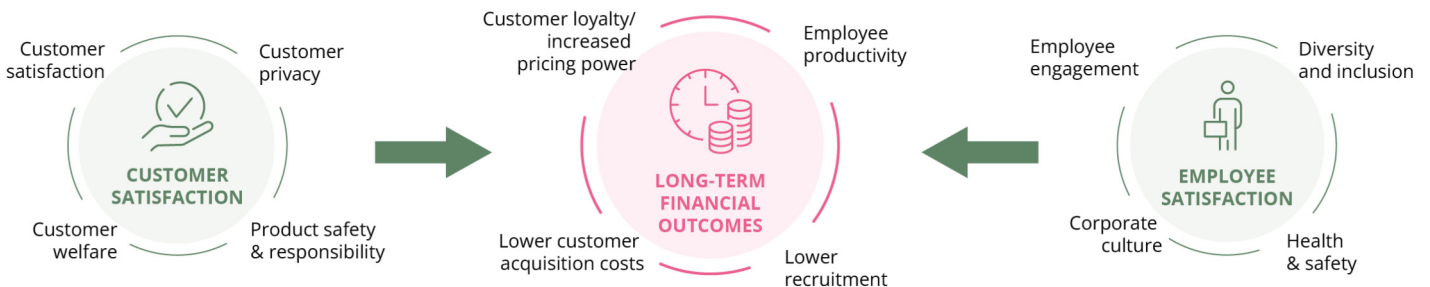 Customer
satisfaction
Customer
privacy
CUSTOMER
SATISFACTION
Customer
welfare
Product safety
& responsibility
Customer loyalty/
increased
pricing power
Employee
productivity
LONG-TERM
FINANCIAL
OUTCOMES
Lower customer
acquisition costs
Lower
recruitment
Employee
engagement
Diversity
and inclusion
EMPLOYEE
SATISFACTION
Corporate
culture
Health
& safety